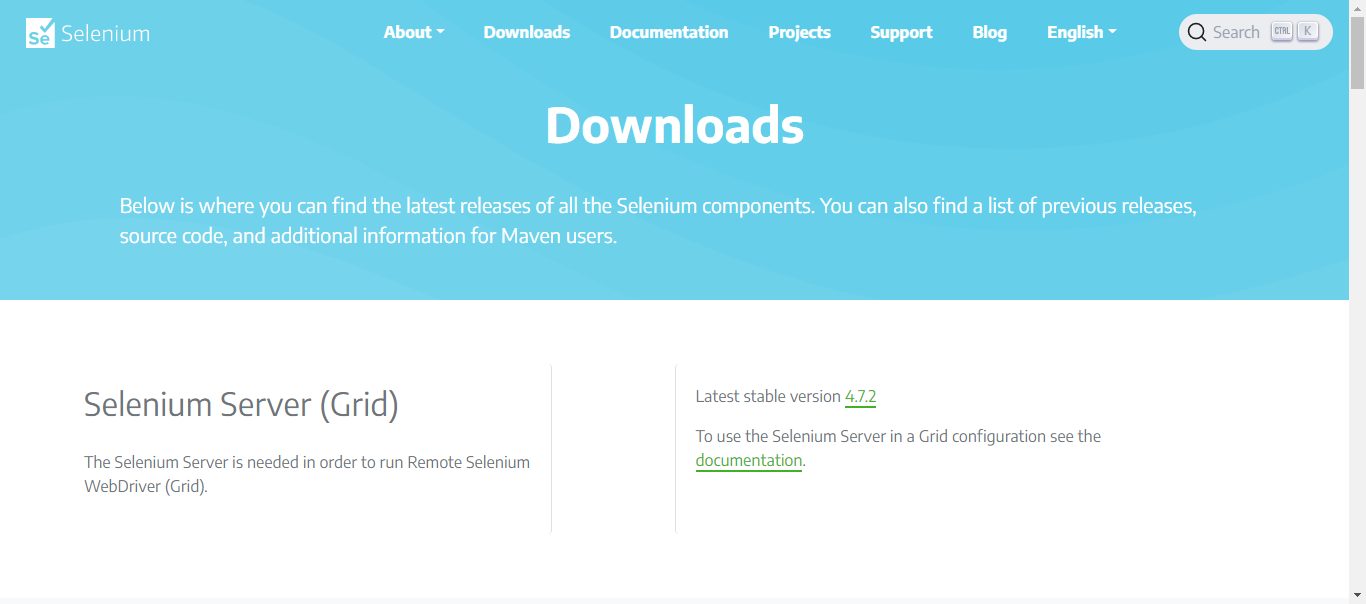 Se Selenium
About Downloads Documentation Projects Support Blog English Search CTRL K
Downloads
Below is where you can find the latest releases of all the Selenium components. You can also find a list of previous releases,
source code, and additional information for Maven users.
Selenium Server (Grid)
The Selenium Server is needed in order to run Remote Selenium
WebDriver (Grid).
Latest stable version 4.7.2
To use the Selenium Server in a Grid configuration see the
documentation.